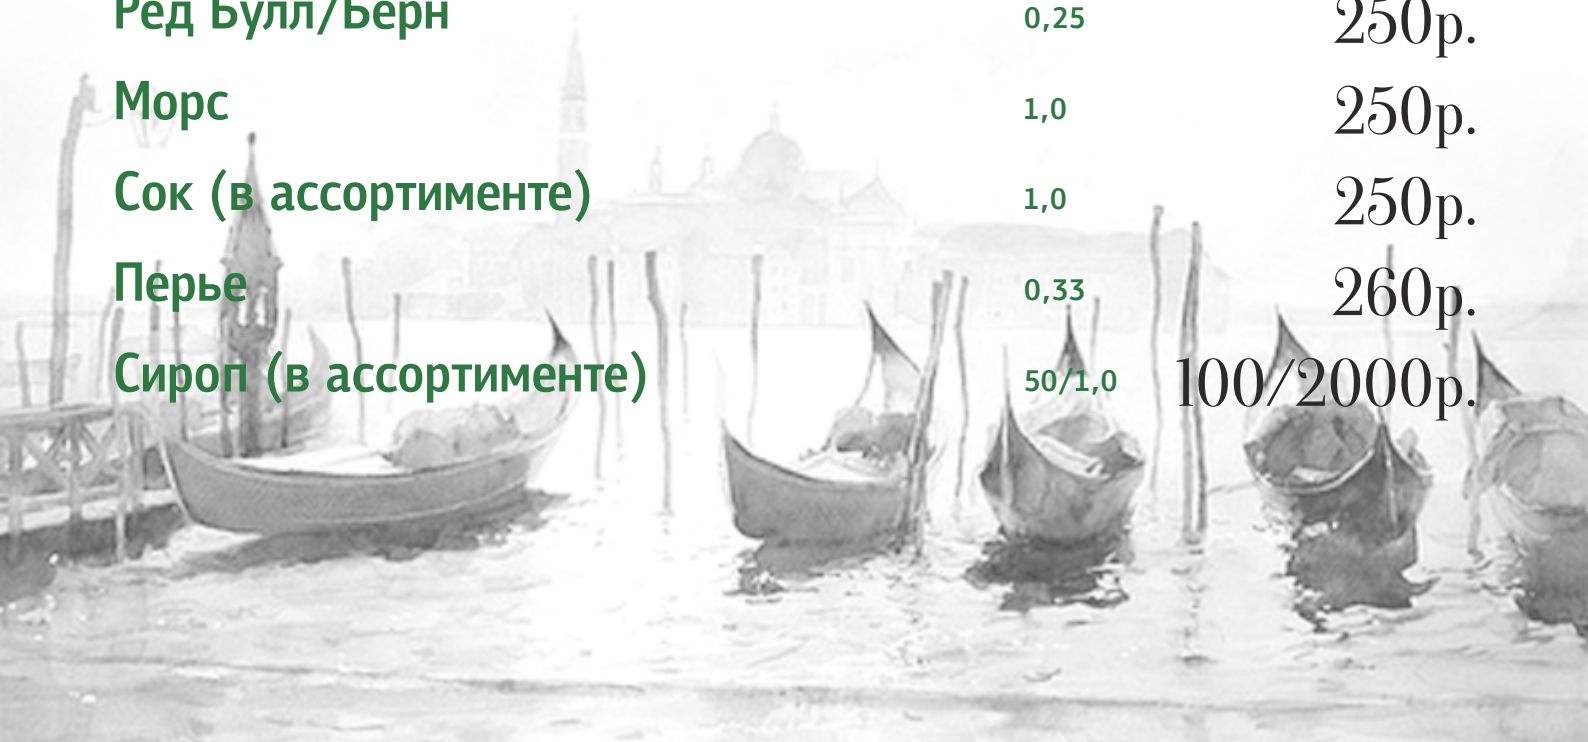 Ред Булл/Берн 0,25 250р.
Морс 1,0 250р.
Сок (в ассортименте) 1,0 250р.
Перье 0,33 260р.
Сироп (в ассортименте) 50/1,0 100/2000р.